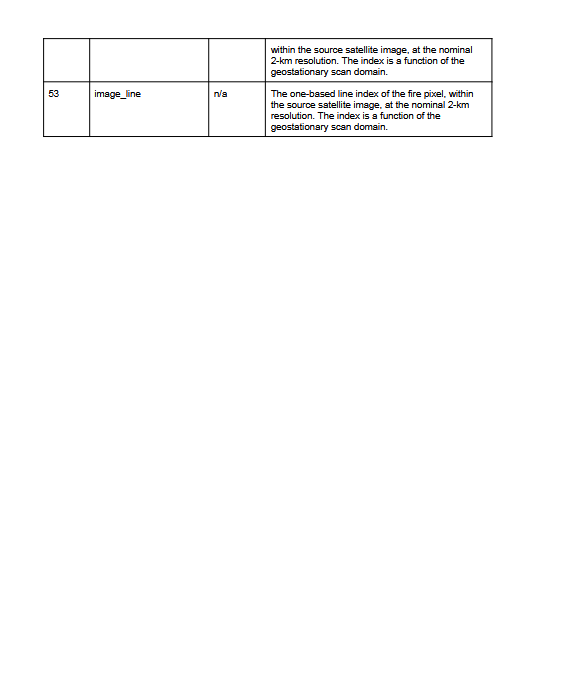 within the source satellite image, at the nominal
2-km resolution. The index is a function of the
geostationary scan domain.
53 image_line n/a The one-based line index of the fire pixel, within
the source satellite image, at the nominal 2-km
resolution. The index is a function of the
geostationary scan domain.